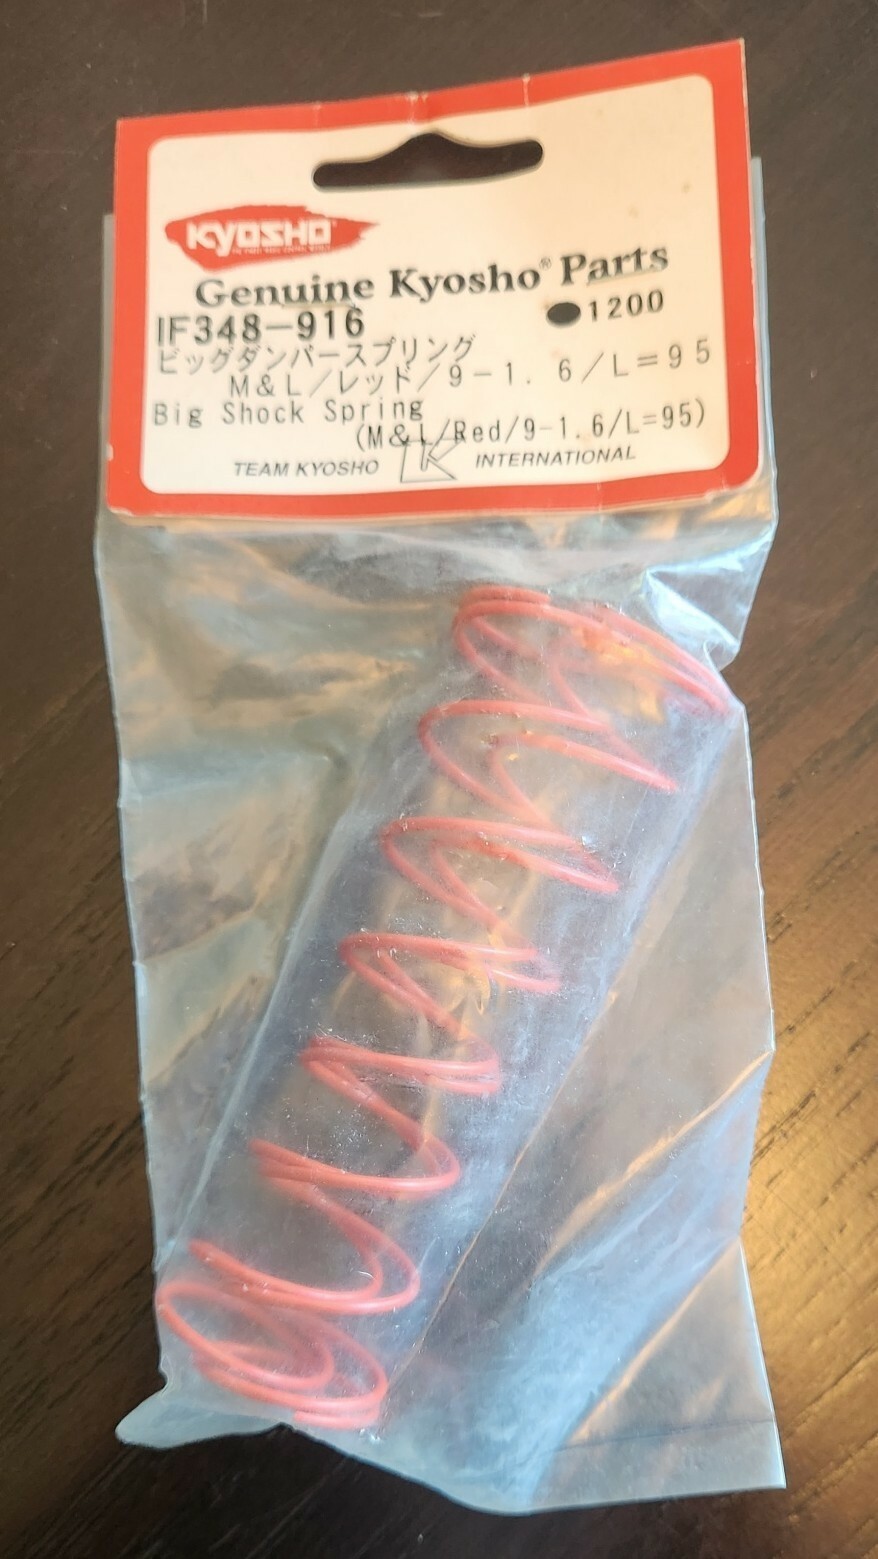 KYOSHO
Genuine Kyosho® Parts
IF348-916 ●1200
ビッグダンパースプリング
M&L/レッド/9-1.6/L=95
Big Shock Spring
(M&L/Red/9-1.6/L=95)
TEAM KYOSHO K INTERNATIONAL